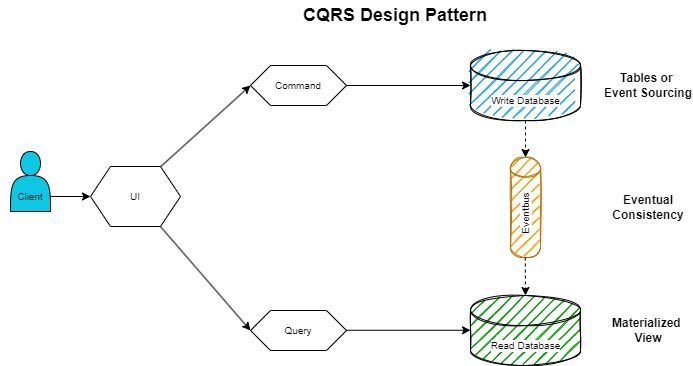 CQRS Design Pattern
Command
Write Database
Tables or
Event Sourcing
Client
UI
Eventbus
Eventual
Consistency
Query
Read Database
Materialized
View